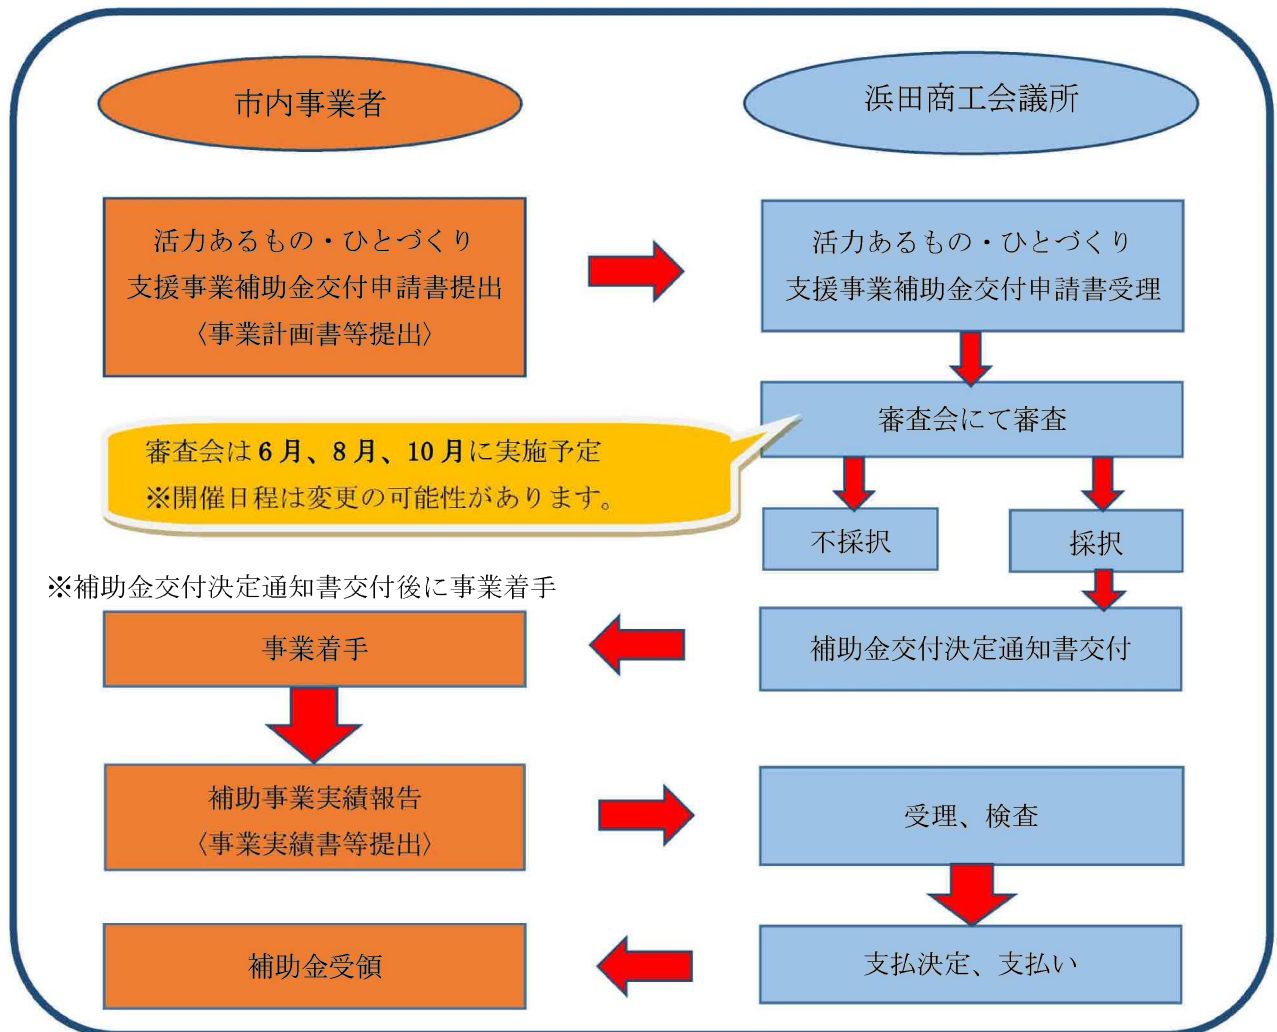 市内事業者
浜田商工会議所
活力あるもの・ひとづくり
支援事業補助金交付申請書提出
〈事業計画書等提出〉
活力あるもの・ひとづくり
支援事業補助金交付申請書受理
審査会にて審査
審査会は6月、8月、10月に実施予定
※開催日程は変更の可能性があります。
不採択
採択
※補助金交付決定通知書交付後に事業着手
事業着手
補助金交付決定通知書交付
補助事業実績報告
〈事業実績書等提出〉
受理、検査
補助金受領
支払決定、支払い